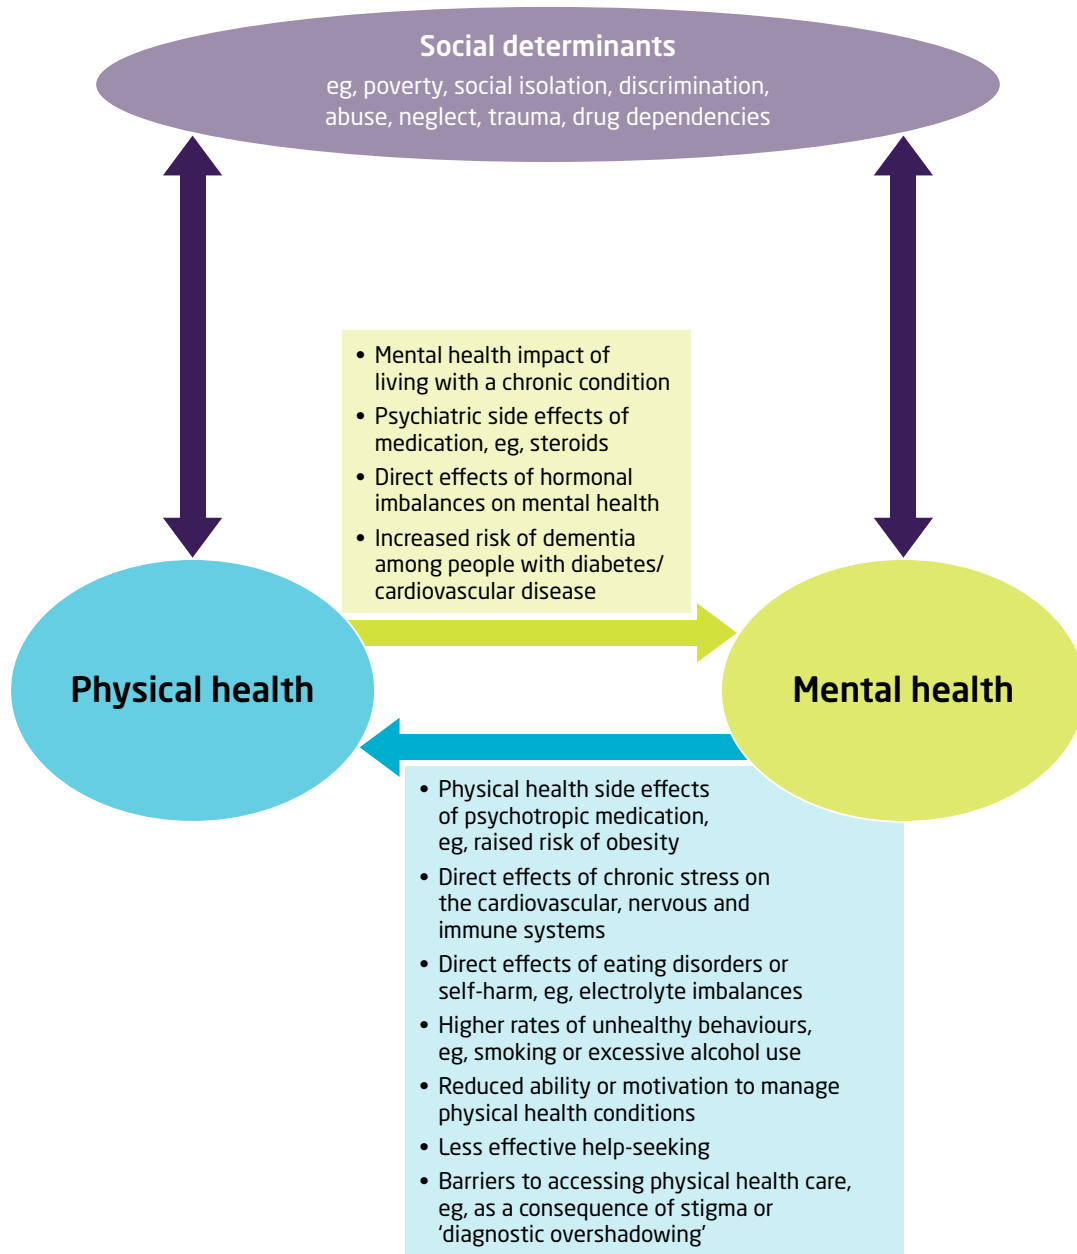 Social determinants
eg, poverty, social isolation, discrimination,
abuse, neglect, trauma, drug dependencies
• Mental health impact of
living with a chronic condition
• Psychiatric side effects of
medication, eg, steroids
• Direct effects of hormonal
imbalances on mental health
• Increased risk of dementia
among people with diabetes/
cardiovascular disease
Physical health
Mental health
• Physical health side effects
of psychotropic medication,
eg, raised risk of obesity
• Direct effects of chronic stress on
the cardiovascular, nervous and
immune systems
• Direct effects of eating disorders or
self-harm, eg, electrolyte imbalances
• Higher rates of unhealthy behaviours,
eg, smoking or excessive alcohol use
• Reduced ability or motivation to manage
physical health conditions
• Less effective help-seeking
• Barriers to accessing physical health care,
eg, as a consequence of stigma or
‘diagnostic overshadowing’